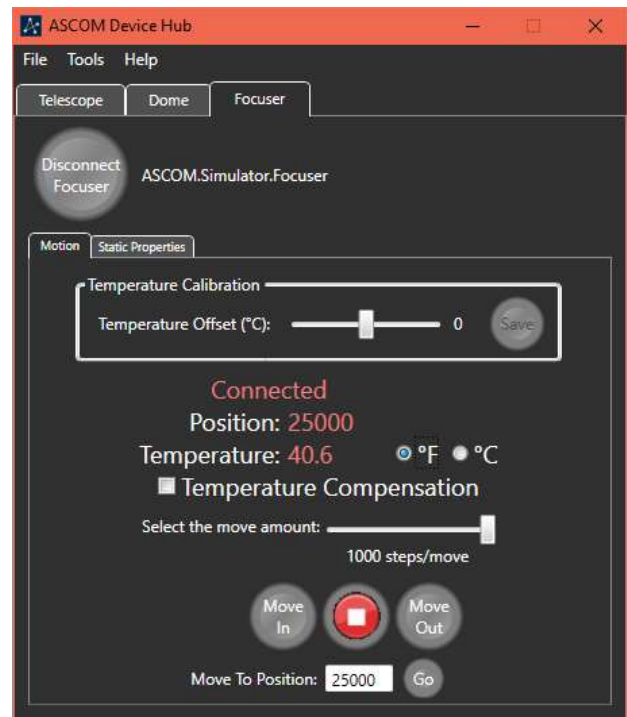 ASCOM Device Hub
File Tools Help
Telescope Dome Focuser
Disconnect
Focuser
ASCOM.Simulator.Focuser
Motion Static Properties
Temperature Calibration
Temperature Offset (°C): 0 Save
Connected
Position: 25000
Temperature: 40.6 °F °C
Temperature Compensation
Select the move amount:
1000 steps/move
Move
In
Move
Out
Move To Position: 25000 Go